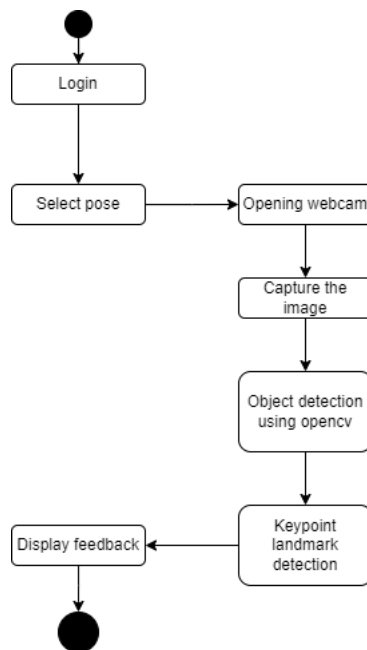 Login
Select pose
Opening webcam
Capture the
image
Object detection
using opencv
Keypoint
landmark
detection
Display feedback